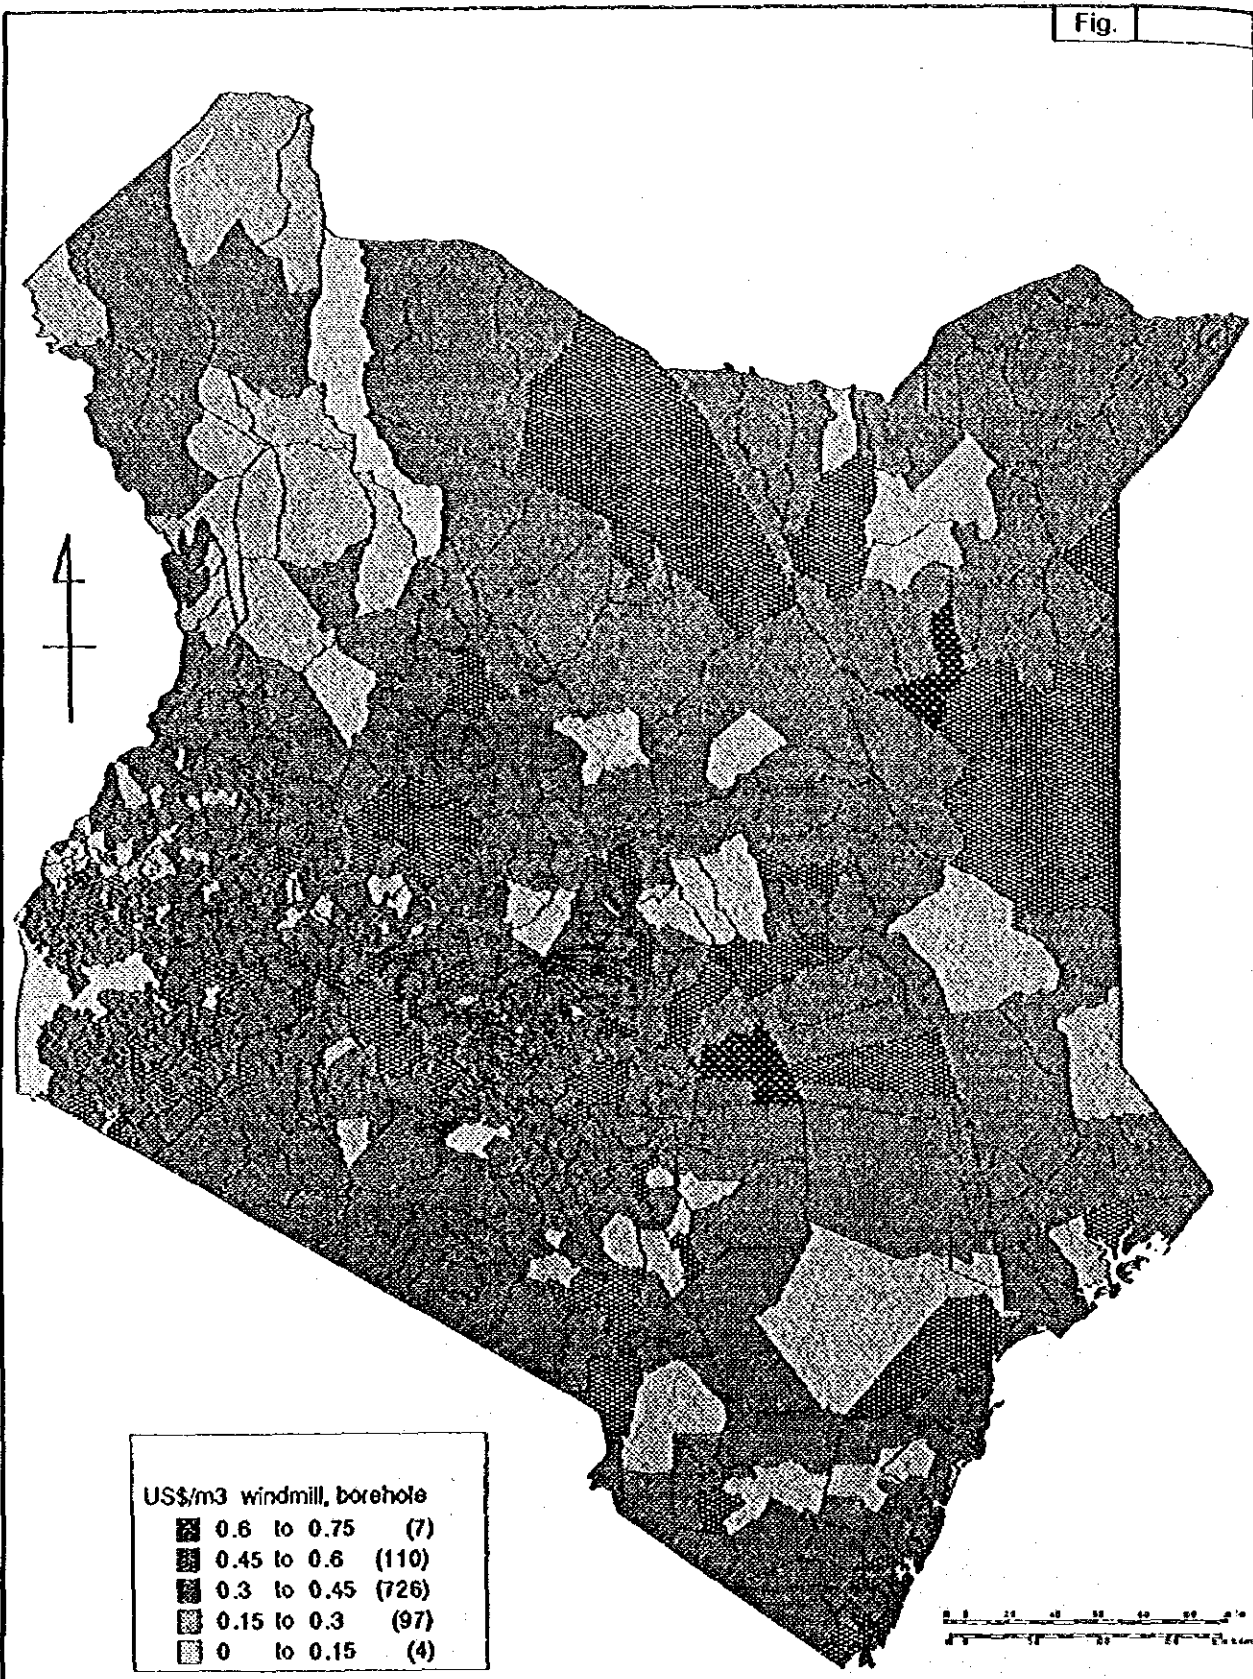 Fig.
US$/m3 windmill, borehole
0.6 to 0.75 (7)
0.45 to 0.6 (110)
0.3 to 0.45 (726)
0.15 to 0.3 (97)
0 to 0.15 (4)